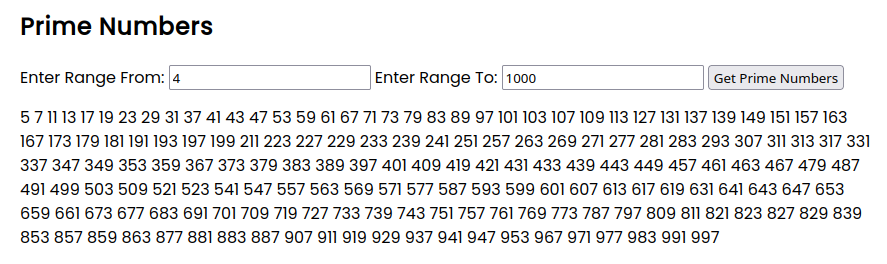 Prime Numbers
Enter Range From: 4 Enter Range To: 1000 Get Prime Numbers
5 7 11 13 17 19 23 29 31 37 41 43 47 53 59 61 67 71 73 79 83 89 97 101 103 107 109 113 127 131 137 139 149 151 157 163
167 173 179 181 191 193 197 199 211 223 227 229 233 239 241 251 257 263 269 271 277 281 283 293 307 311 313 317 331
337 347 349 353 359 367 373 379 383 389 397 401 409 419 421 431 433 439 443 449 457 461 463 467 479 487
491 499 503 509 521 523 541 547 557 563 569 571 577 587 593 599 601 607 613 617 619 631 641 643 647 653
659 661 673 677 683 691 701 709 719 727 733 739 743 751 757 761 769 773 787 797 809 811 821 823 827 829 839
853 857 859 863 877 881 883 887 907 911 919 929 937 941 947 953 967 971 977 983 991 997